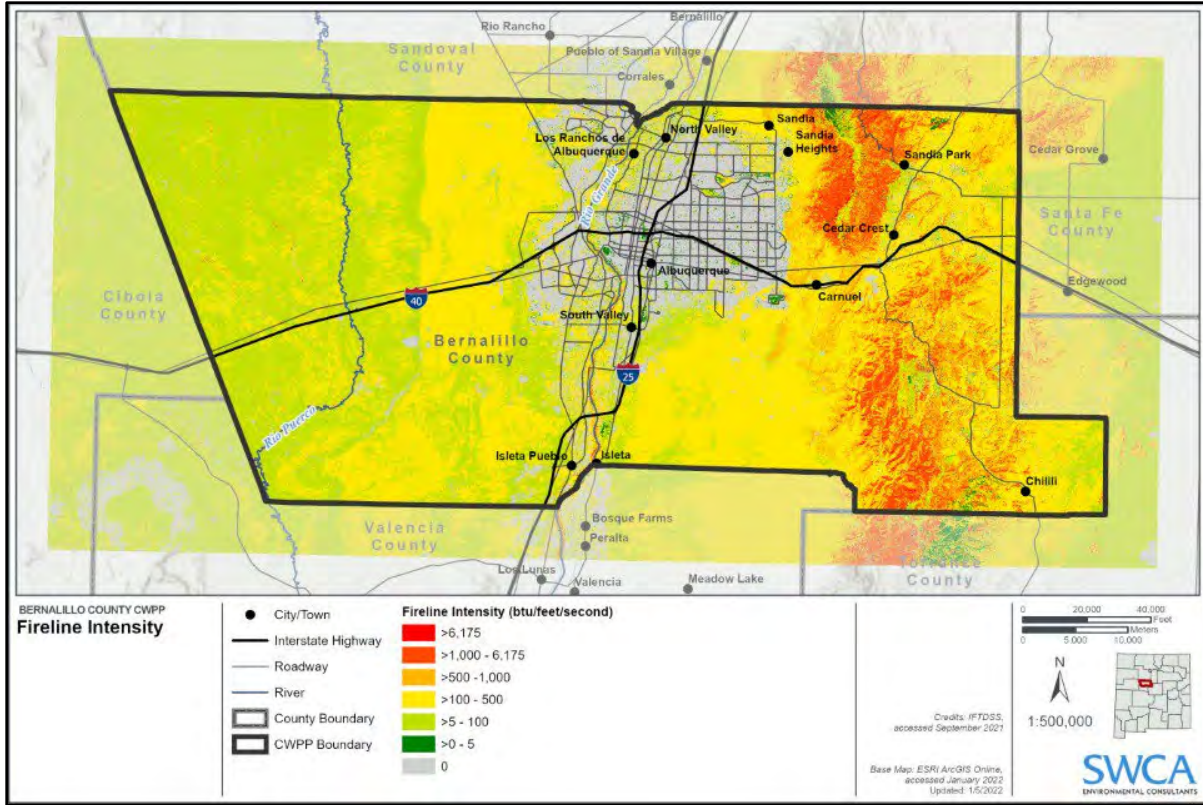 Bernalillo
Rio Rancho
Sandoval
County
Pueblo of Sandia Village
Corrales
Sandia
North Valley
Los Ranchos de
Albuquerque
Sandia
Heights
Sandia Park
Cedar Grove
Rio Grande
Santa Fe
County
Cedar Crest
Albuquerque
Edgewood
Cibola
County
40
Carnuel
South Valley
Bernalillo
County
25
Rio Puerco
Isleta Pueblo
Isleta
Chilili
Valencia
County
Bosque Farms
Peralta
Torrance
County
Los Lunas
Valencia
Meadow Lake
BERNALILLO COUNTY CWPP
Fireline Intensity
City/Town
Interstate Highway
Roadway
River
County Boundary
CWPP Boundary
Fireline Intensity (btu/feet/second)
>6,175
>1,000 - 6,175
>500 -1,000
>100 - 500
>5 - 100
>0 - 5
0
0 20,000 40,000
Feet
Meters
0 5,000 10,000
N
1:500,000
Credits: IFTDSS,
accessed September 2021
Base Map: ESRI ArcGIS Online,
accessed January 2022
Updated: 1/5/2022
SWCA
ENVIRONMENTAL CONSULTANTS